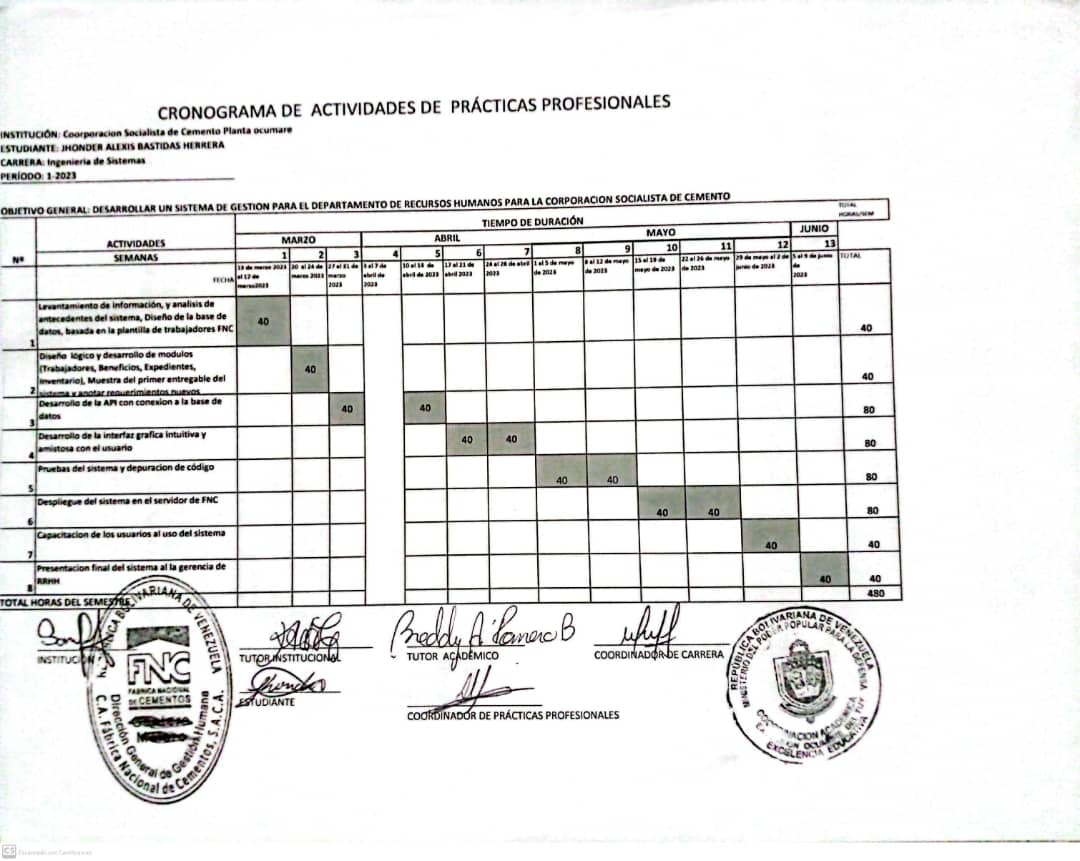 CRONOGRAMA DE ACTIVIDADES DE PRÁCTICAS PROFESIONALES
INSTITUCIÓN: Coorporacion Socialista de Cemento Planta ocumare
ESTUDIANTE: JHONDER ALEXIS BASTIDAS HERRERA
CARRERA: Ingenieria de Sistemas
PERÍODO: 1-2023
OBJETIVO GENERAL: DESARROLLAR UN SISTEMA DE GESTION PARA EL DEPARTAMENTO DE RECURSOS HUMANOS PARA LA CORPORACION SOCIALISTA DE CEMENTO
TOTAL
HORAS/SEM
TIEMPO DE DURACIÓN
Nº
ACTIVIDADES
MARZO
ABRIL
MAYO
JUNIO
SEMANAS
1 2 3 4 5 6 7 8 9 10 11 12 13
TOTAL
FECHA
13 de marzo 2023 al 17 de marzo2023
20 al 24 de marzo 2023
27 al 31 de marzo 2023
3 al 7 de abril de 2023
10 al 14 de abril de 2023
17 al 21 de abril 2023
24 al 28 de abril 2023
1 al 5 de mayo de 2023
8 al 12 de mayo de 2023
15 al 19 de mayo de 2023
22 al 26 de mayo de 2023
29 de mayo al 2 de junio de 2023
5 al 9 de junio de 2023
Levantamiento de información, y analisis de
antecedentes del sistema, Diseño de la base de
datos, basada en la plantilla de trabajadores FNC
1
40
40
Diseño lógico y desarrollo de modulos
(Trabajadores, Beneficios, Expedientes,
Inventario), Muestra del primer entregable del
sistema y anotar requerimientos nuevos
2
40
40
Desarrollo de la API con conexion a la base de
datos
3
40
40
80
Desarrollo de la interfaz grafica intuitiva y
amistosa con el usuario
4
40
40
80
Pruebas del sistema y depuracion de código
5
40
40
80
Despliegue del sistema en el servidor de FNC
6
40
40
80
Capacitacion de los usuarios al uso del sistema
7
40
40
Presentacion final del sistema al gerencia de
RRHH
8
40
40
TOTAL HORAS DEL SEMESTRE
480
INSTITUCIÓN
TUTOR INSTITUCIONAL
Breddy A Romero B
TUTOR ACADÉMICO
COORDINADOR DE CARRERA
Jhonder
ESTUDIANTE
COORDINADOR DE PRÁCTICAS PROFESIONALES
BOLIVARIANA DE VENEZUELA
FNC
FABRICA NACIONAL
DE CEMENTOS
Dirección General de Gestión Humana
C.A. Fábrica Nacional de Cementos, S.A.C.A.
REPÚBLICA BOLIVARIANA DE VENEZUELA
MINISTERIO DEL PODER POPULAR PARA LA DEFENSA
COORDINACION ACADEMICA
EXCELENCIA EDUCATIVA
CS